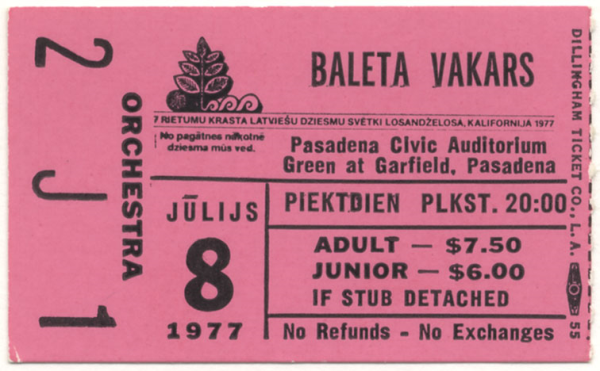 2 J 1
ORCHESTRA
BALETA VAKARS
7 RIETUMU KRASTA LATVIEŠU DZIESMU SVĒTKI LOSANDŽELOSA, KALIFORNIJA 1977
No pagātnes nākotnē
dziesma mūs ved.
Pasadena Civic Auditorium
Green at Garfield, Pasadena
JŪLIJS
8
1977
PIEKTDIEN PLKST. 20:00
ADULT — $7.50
JUNIOR — $6.00
IF STUB DETACHED
No Refunds - No Exchanges
DILLINGHAM TICKET CO., L. A. 55